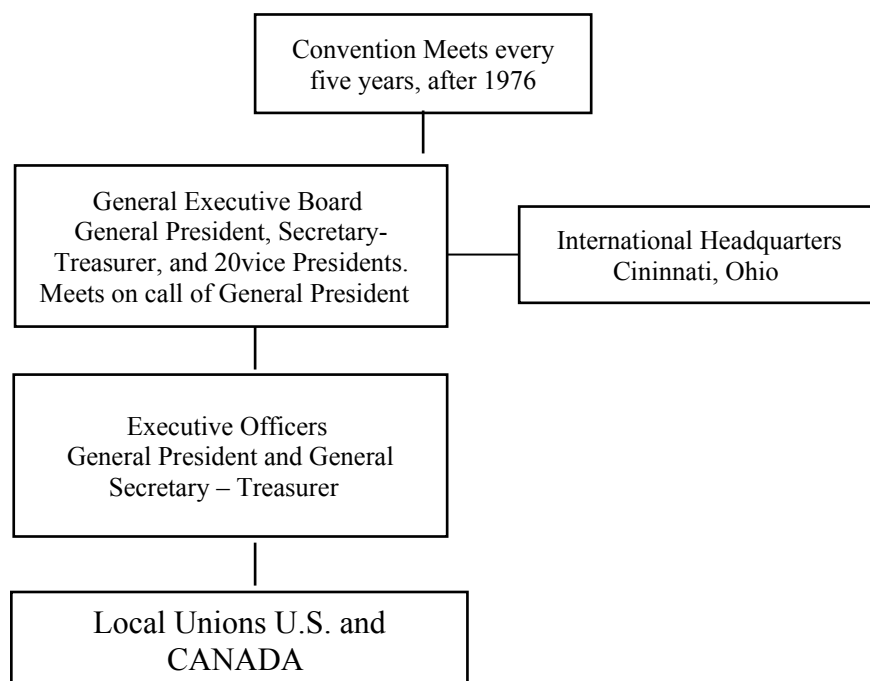 Convention Meets every
five years, after 1976
General Executive Board
General President, Secretary-
Treasurer, and 20vice Presidents.
Meets on call of General President
International Headquarters
Cininnati, Ohio
Executive Officers
General President and General
Secretary – Treasurer
Local Unions U.S. and
CANADA